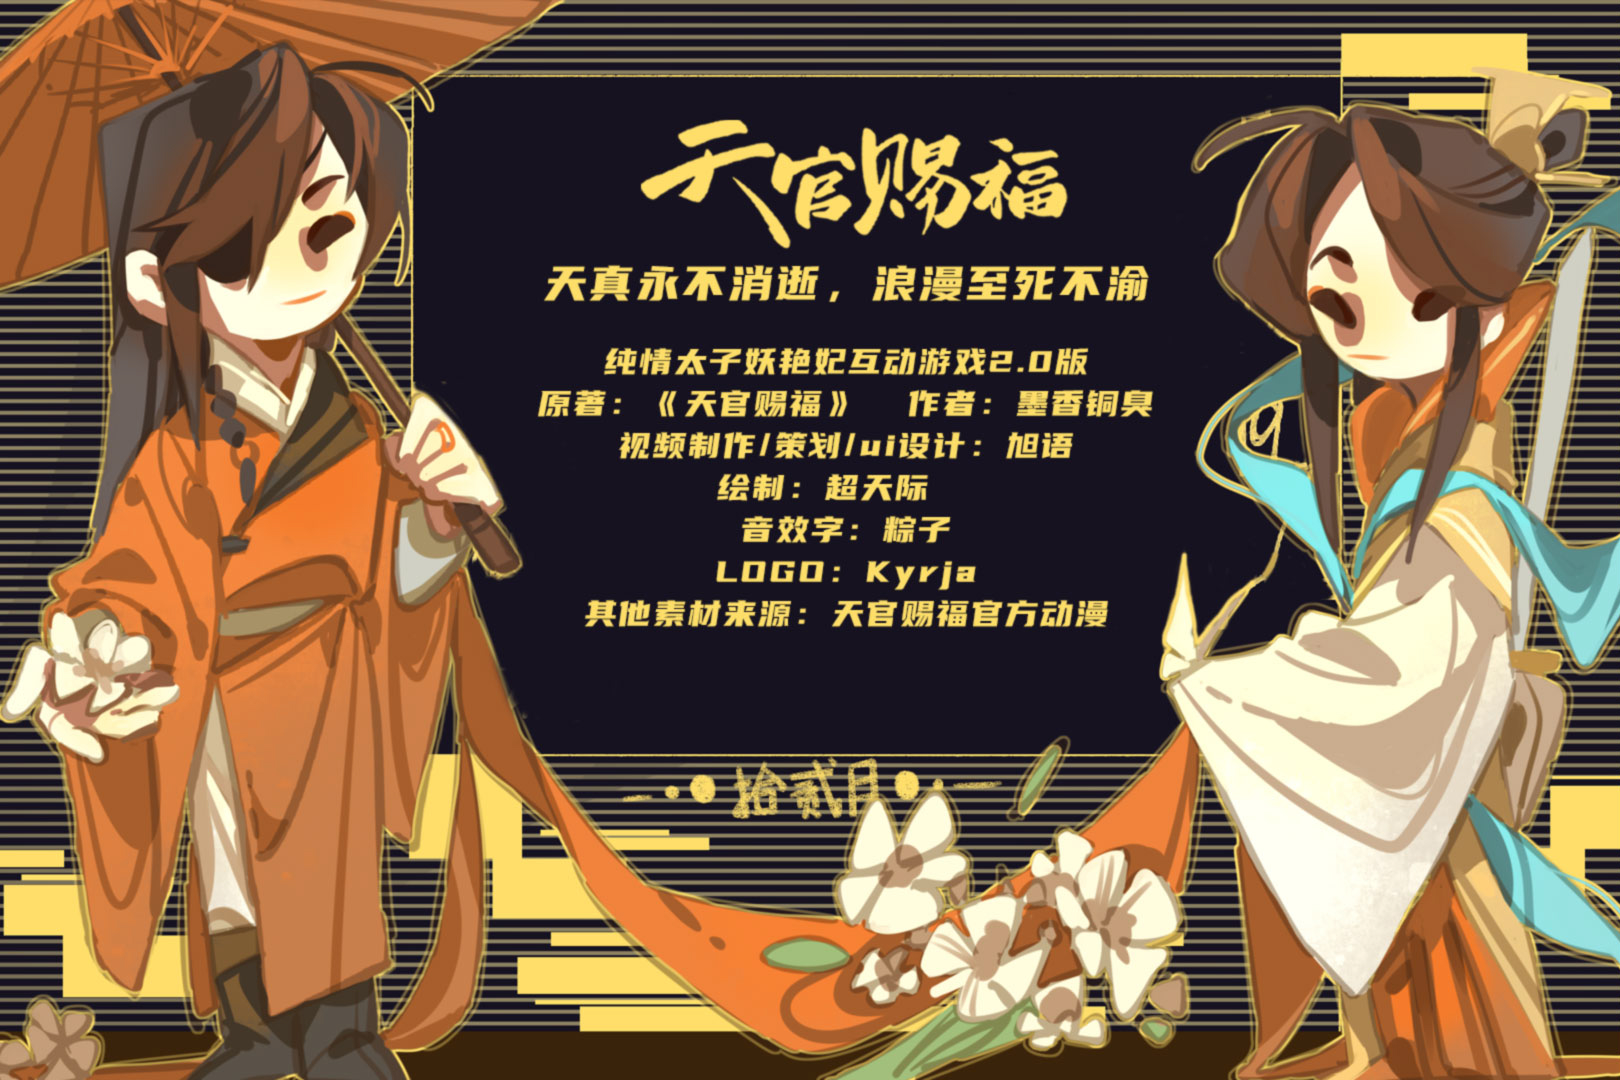 天官赐福
天真永不消逝，浪漫至死不渝
纯情太子妖艳妃互动游戏2.0版
原著：《天官赐福》 作者：墨香铜臭
视频制作/策划/ui设计：旭语
绘制：超天际
音效字：粽子
LOGO：Kyrja
其他素材来源：天官赐福官方动漫
拾贰月